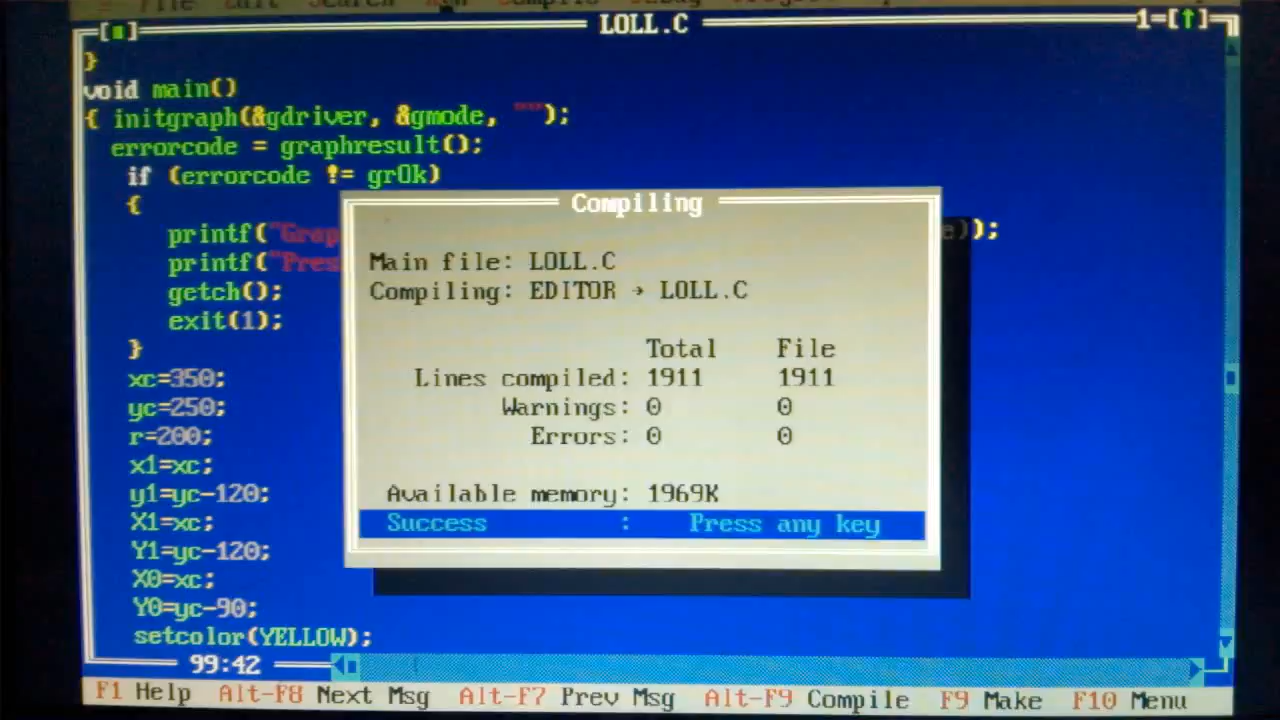 LOLL.C 1=[↑]
}
void main()
{ initgraph(&gdriver, &gmode, "");
errorcode = graphresult();
if (errorcode != grOk)
{
printf("Grap e));
printf("Pres
getch();
exit(1);
}
xc=350;
yc=250;
r=200;
x1=xc;
y1=yc-120;
X1=xc;
Y1=yc-120;
X0=xc;
Y0=yc-90;
setcolor(YELLOW);
99:42
Compiling
Main file: LOLL.C
Compiling: EDITOR → LOLL.C
Total File
Lines compiled: 1911 1911
Warnings: 0 0
Errors: 0 0
Available memory: 1969K
Success : Press any key
F1 Help Alt-F8 Next Msg Alt-F7 Prev Msg Alt-F9 Compile F9 Make F10 Menu